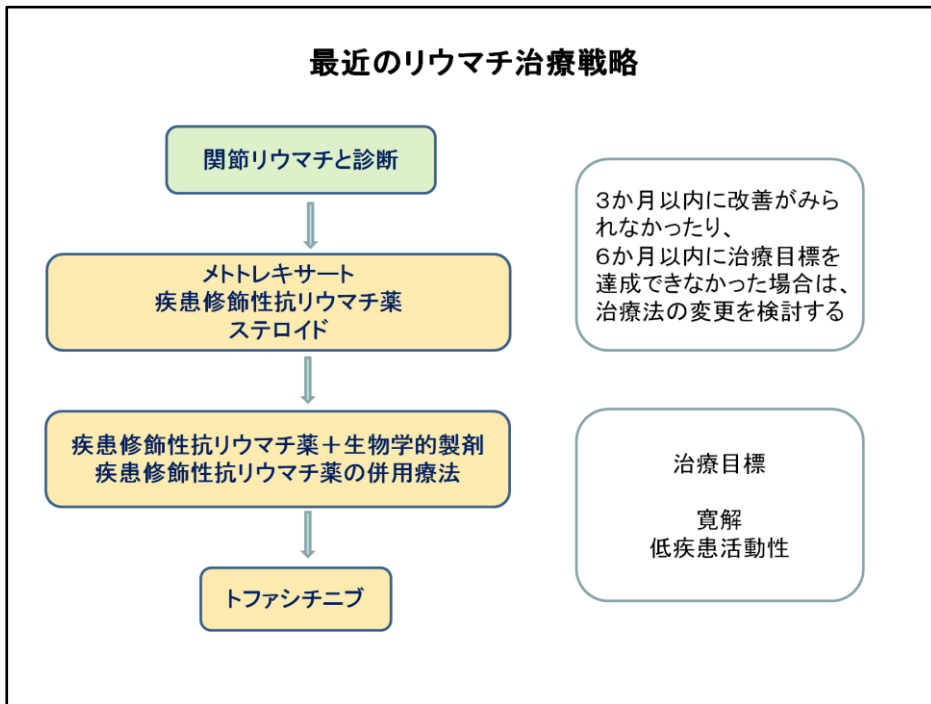 最近のリウマチ治療戦略
関節リウマチと診断
メトトレキサート
疾患修飾性抗リウマチ薬
ステロイド
疾患修飾性抗リウマチ薬+生物学的製剤
疾患修飾性抗リウマチ薬の併用療法
トファシチニブ
3か月以内に改善がみら
れなかったり、
6か月以内に治療目標を
達成できなかった場合は、
治療法の変更を検討する
治療目標
寛解
低疾患活動性